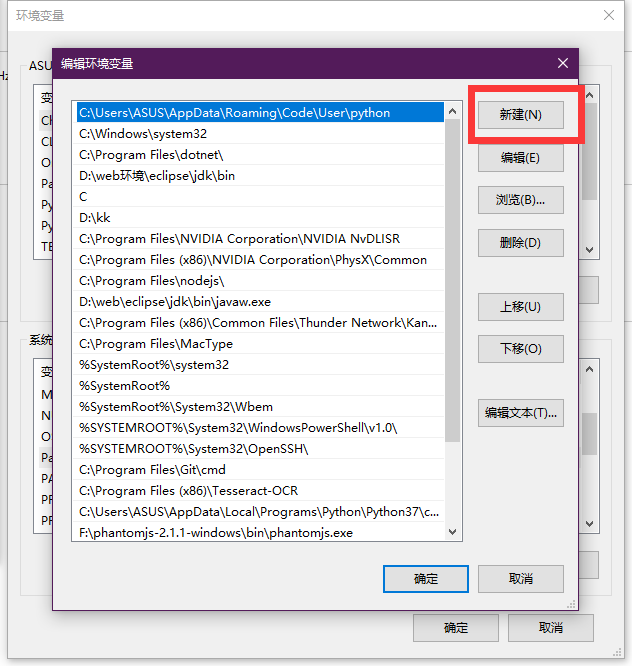 环境变量
ASU
Hz
编辑环境变量
变
Ch
CL
O
Pa
Py
Py
TE
C:\Users\ASUS\AppData\Roaming\Code\User\python
C:\Windows\system32
C:\Program Files\dotnet\
D:\web环境\eclipse\jdk\bin
C
D:\kk
C:\Program Files\NVIDIA Corporation\NVIDIA NvDLISR
C:\Program Files (x86)\NVIDIA Corporation\PhysX\Common
C:\Program Files\nodejs\
D:\web\eclipse\jdk\bin\javaw.exe
C:\Program Files (x86)\Common Files\Thunder Network\Kan...
C:\Program Files\MacType
%SystemRoot%\system32
%SystemRoot%
%SystemRoot%\System32\Wbem
%SYSTEMROOT%\System32\WindowsPowerShell\v1.0\
%SYSTEMROOT%\System32\OpenSSH\
C:\Program Files\Git\cmd
C:\Program Files (x86)\Tesseract-OCR
C:\Users\ASUS\AppData\Local\Programs\Python\Python37\c...
F:\phantomjs-2.1.1-windows\bin\phantomjs.exe
新建(N)
编辑(E)
浏览(B)...
删除(D)
上移(U)
下移(O)
编辑文本(T)...
系统
变
M
N
O
Pa
PA
PR
PR
确定
取消
确定
取消